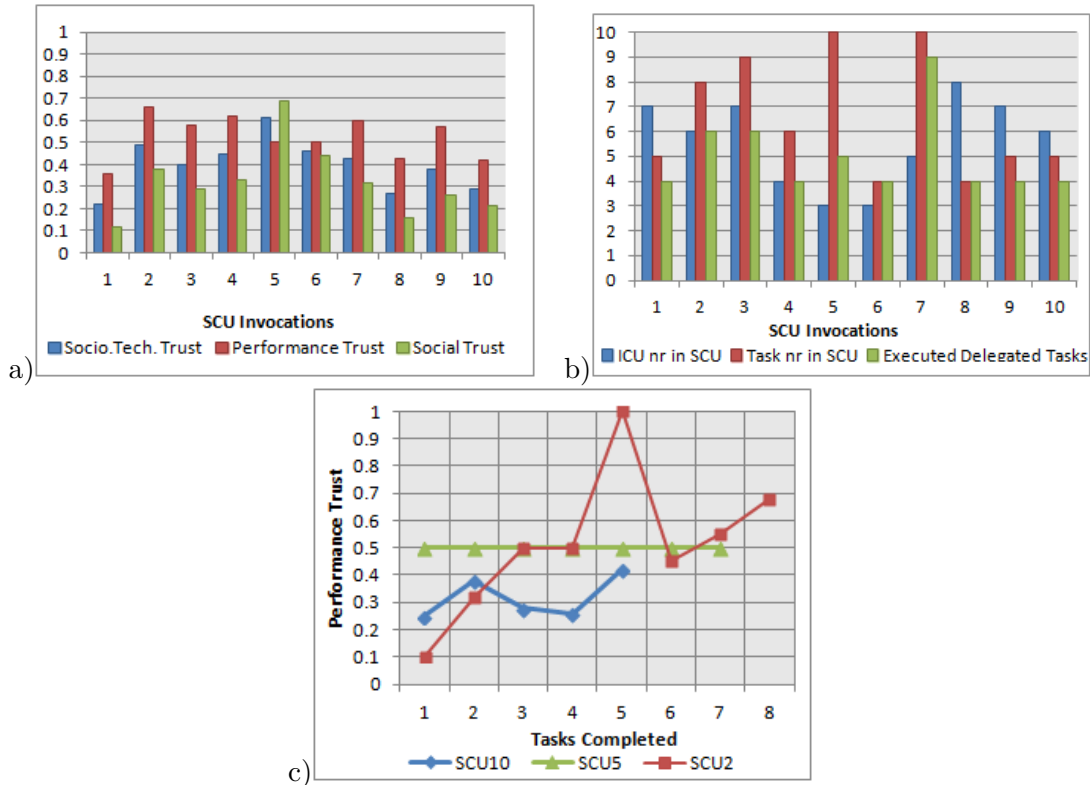 1
0.9
0.8
0.7
0.6
0.5
0.4
0.3
0.2
0.1
0
1 2 3 4 5 6 7 8 9 10
SCU Invocations
Socio.Tech. Trust Performance Trust Social Trust
a)
10
9
8
7
6
5
4
3
2
1
0
1 2 3 4 5 6 7 8 9 10
SCU Invocations
ICU nr in SCU Task nr in SCU Executed Delegated Tasks
b)
Performance Trust
1
0.9
0.8
0.7
0.6
0.5
0.4
0.3
0.2
0.1
0
1 2 3 4 5 6 7 8
Tasks Completed
SCU10 SCU5 SCU2
c)